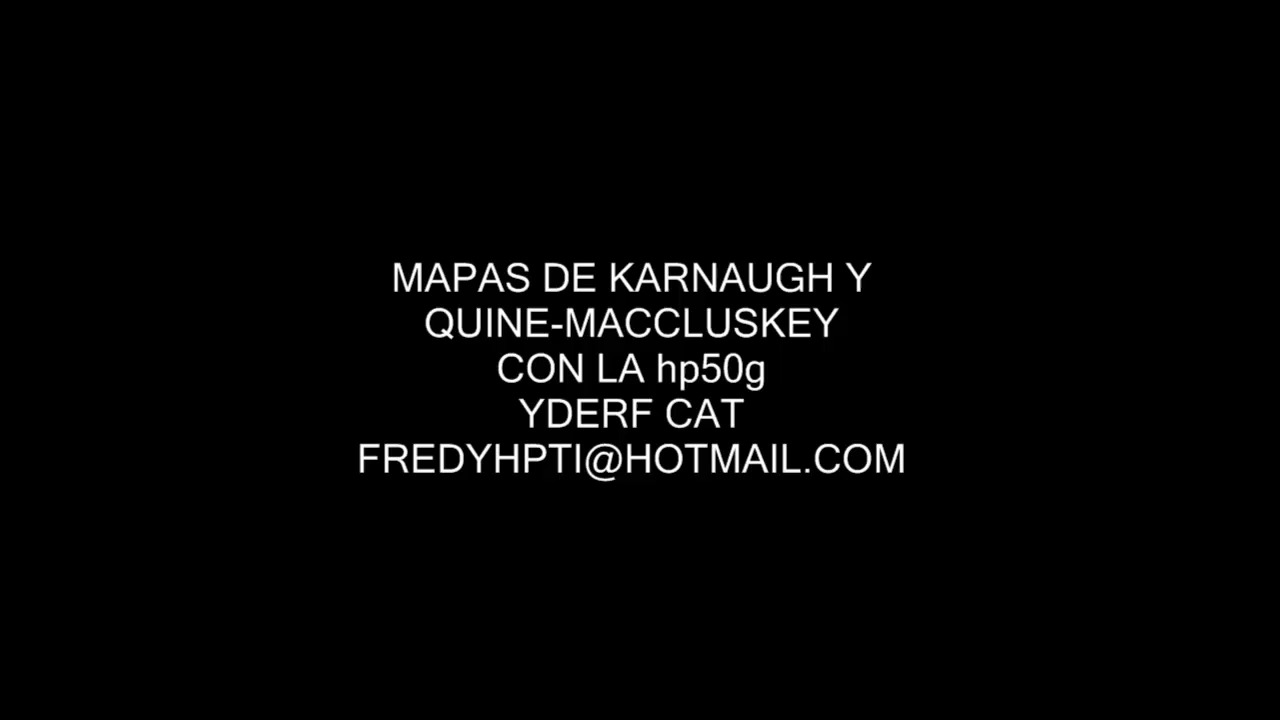 MAPAS DE KARNAUGH Y
QUINE-MACCLUSKEY
CON LA hp50g
YDERF CAT
FREDYHPTI@HOTMAIL.COM